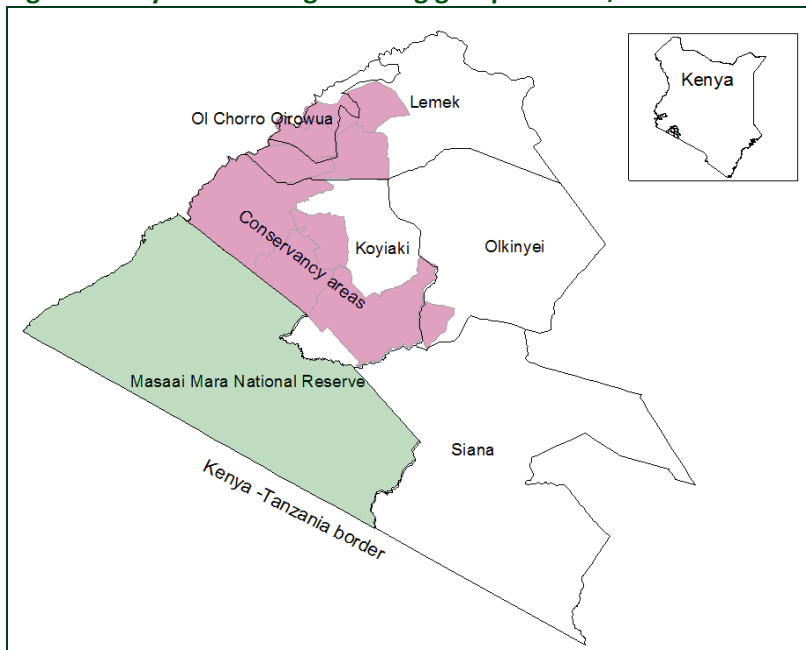 Kenya
Lemek
Ol Chorro Oirowua
Conservancy areas
Koyiaki
Olkinyei
Masaai Mara National Reserve
Siana
Kenya -Tanzania border